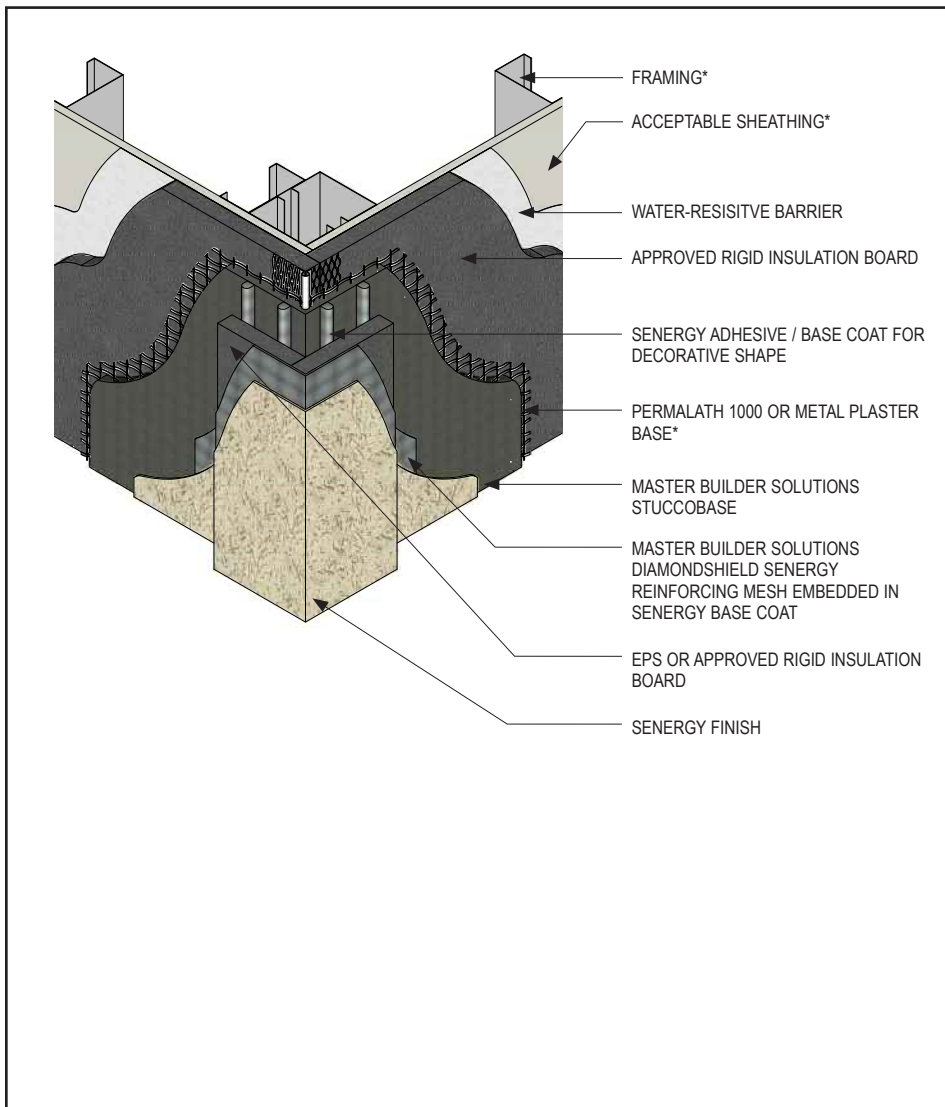 FRAMING*
ACCEPTABLE SHEATHING*
WATER-RESISITVE BARRIER
APPROVED RIGID INSULATION BOARD
SENERGY ADHESIVE / BASE COAT FOR
DECORATIVE SHAPE
PERMALATH 1000 OR METAL PLASTER
BASE*
MASTER BUILDER SOLUTIONS
STUCCOBASE
MASTER BUILDER SOLUTIONS
DIAMONDSHIELD SENERGY
REINFORCING MESH EMBEDDED IN
SENERGY BASE COAT
EPS OR APPROVED RIGID INSULATION
BOARD
SENERGY FINISH